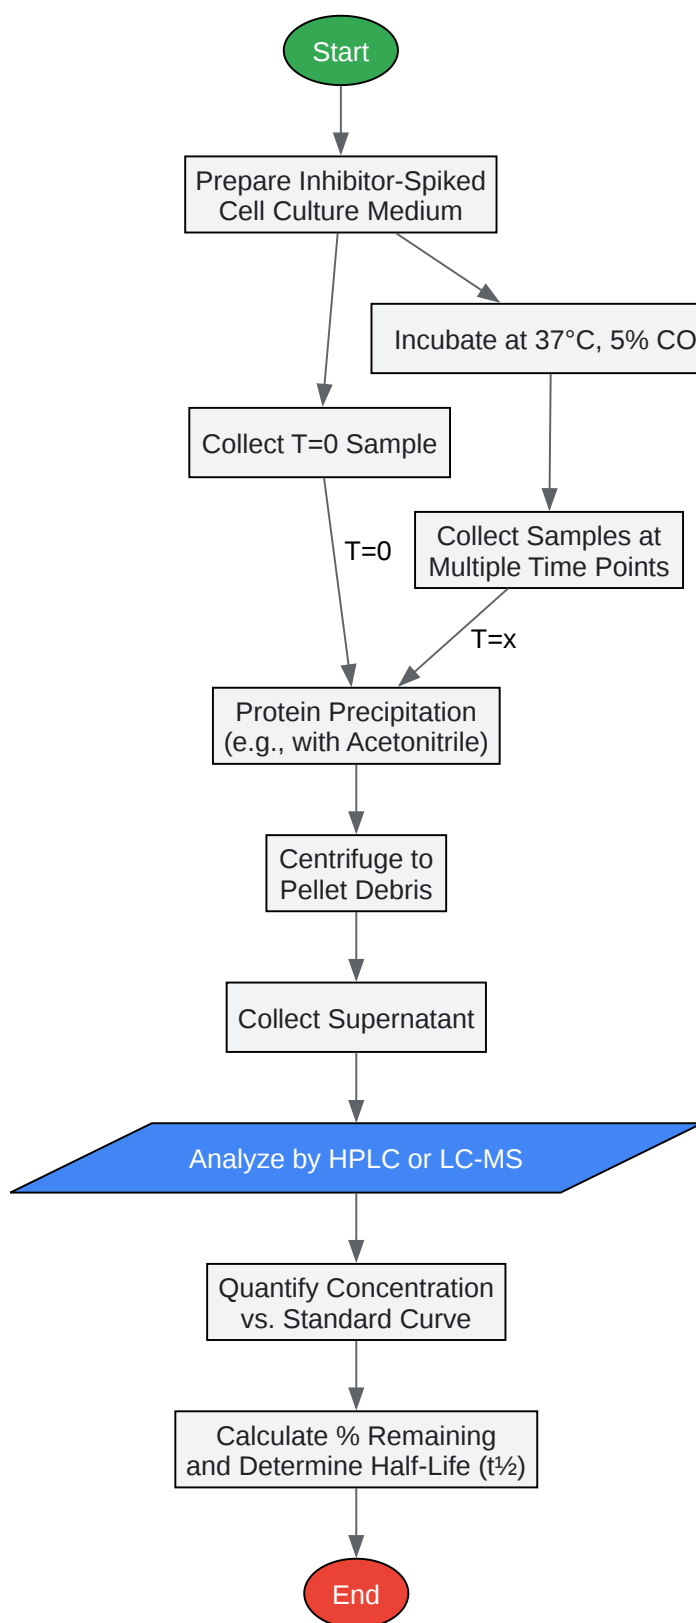 Start
Prepare Inhibitor-Spiked
Cell Culture Medium
Incubate at 37°C, 5% CO
Collect T=0 Sample
Collect Samples at
Multiple Time Points
T=0
T=x
Protein Precipitation
(e.g., with Acetonitrile)
Centrifuge to
Pellet Debris
Collect Supernatant
Analyze by HPLC or LC-MS
Quantify Concentration
vs. Standard Curve
Calculate % Remaining
and Determine Half-Life (t½)
End